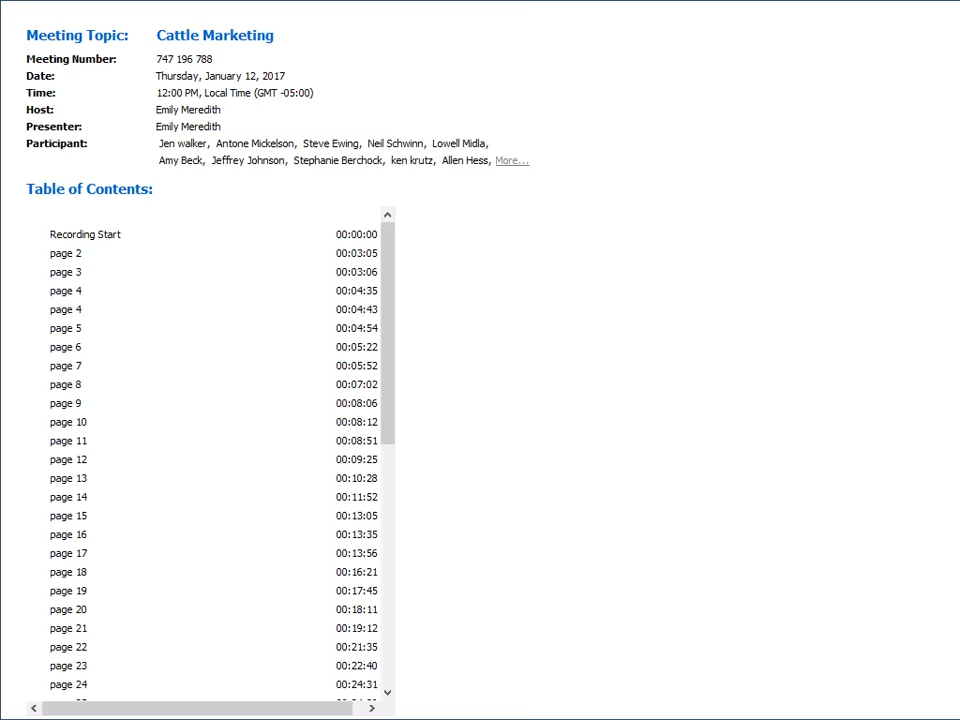 Meeting Topic: Cattle Marketing
Meeting Number: 747 196 788
Date: Thursday, January 12, 2017
Time: 12:00 PM, Local Time (GMT -05:00)
Host: Emily Meredith
Presenter: Emily Meredith
Participant: Jen walker, Antone Mickelson, Steve Ewing, Neil Schwinn, Lowell Midla,
Amy Beck, Jeffrey Johnson, Stephanie Berchock, ken krutz, Allen Hess, More...
Table of Contents:
Recording Start 00:00:00
page 2 00:03:05
page 3 00:03:06
page 4 00:04:35
page 4 00:04:43
page 5 00:04:54
page 6 00:05:22
page 7 00:05:52
page 8 00:07:02
page 9 00:08:06
page 10 00:08:12
page 11 00:08:51
page 12 00:09:25
page 13 00:10:28
page 14 00:11:52
page 15 00:13:05
page 16 00:13:35
page 17 00:13:56
page 18 00:16:21
page 19 00:17:45
page 20 00:18:11
page 21 00:19:12
page 22 00:21:35
page 23 00:22:40
page 24 00:24:31